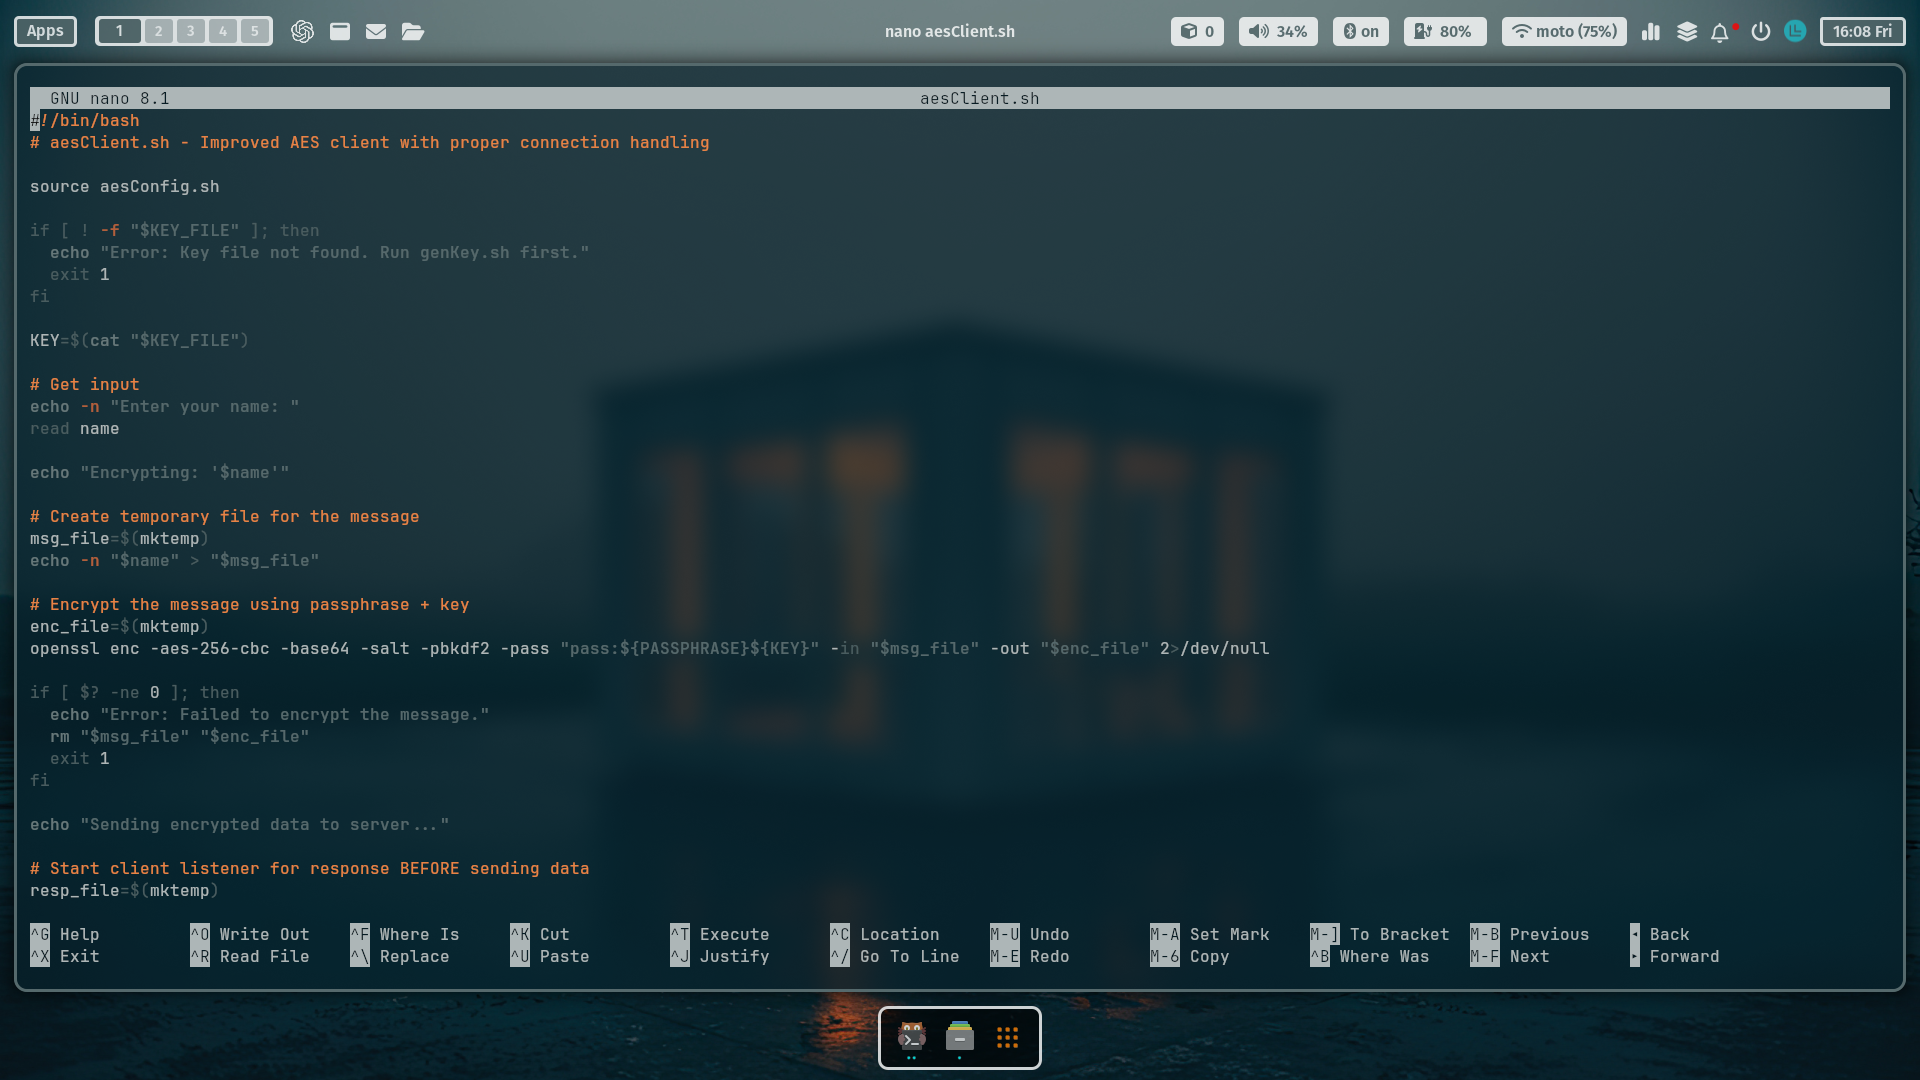 Apps
1 2 3 4 5
nano aesClient.sh
0
34%
on
80%
moto (75%)
16:08 Fri
GNU nano 8.1 aesClient.sh
#!/bin/bash
# aesClient.sh - Improved AES client with proper connection handling
source aesConfig.sh
if [ ! -f "$KEY_FILE" ]; then
  echo "Error: Key file not found. Run genKey.sh first."
  exit 1
fi
KEY=$(cat "$KEY_FILE")
# Get input
echo -n "Enter your name: "
read name
echo "Encrypting: '$name'"
# Create temporary file for the message
msg_file=$(mktemp)
echo -n "$name" > "$msg_file"
# Encrypt the message using passphrase + key
enc_file=$(mktemp)
openssl enc -aes-256-cbc -base64 -salt -pbkdf2 -pass "pass:${PASSPHRASE}${KEY}" -in "$msg_file" -out "$enc_file" 2>/dev/null
if [ $? -ne 0 ]; then
  echo "Error: Failed to encrypt the message."
  rm "$msg_file" "$enc_file"
  exit 1
fi
echo "Sending encrypted data to server..."
# Start client listener for response BEFORE sending data
resp_file=$(mktemp)
^G Help ^O Write Out ^F Where Is ^K Cut ^T Execute ^C Location M-U Undo M-A Set Mark M-] To Bracket M-B Previous ◂ Back
^X Exit ^R Read File ^\ Replace ^U Paste ^J Justify ^/ Go To Line M-E Redo M-6 Copy ^B Where Was M-F Next ▸ Forward